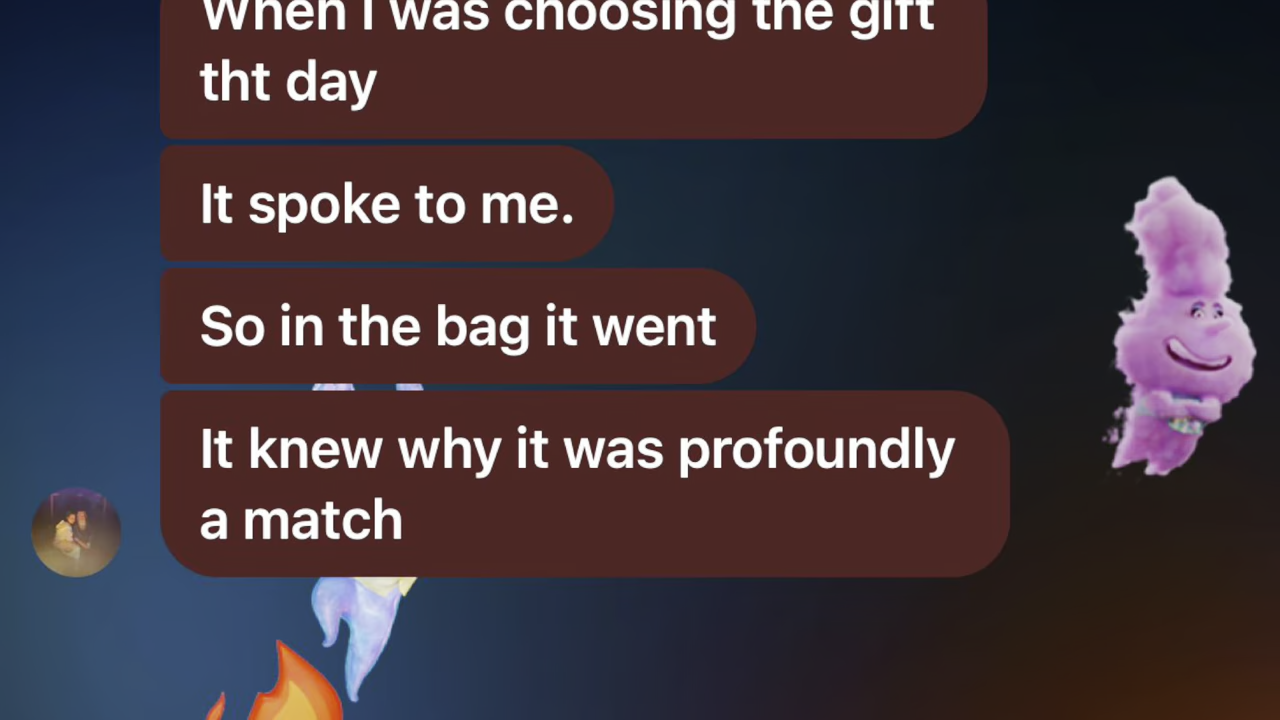 When I was choosing the gift
tht day
It spoke to me.
So in the bag it went
It knew why it was profoundly
a match